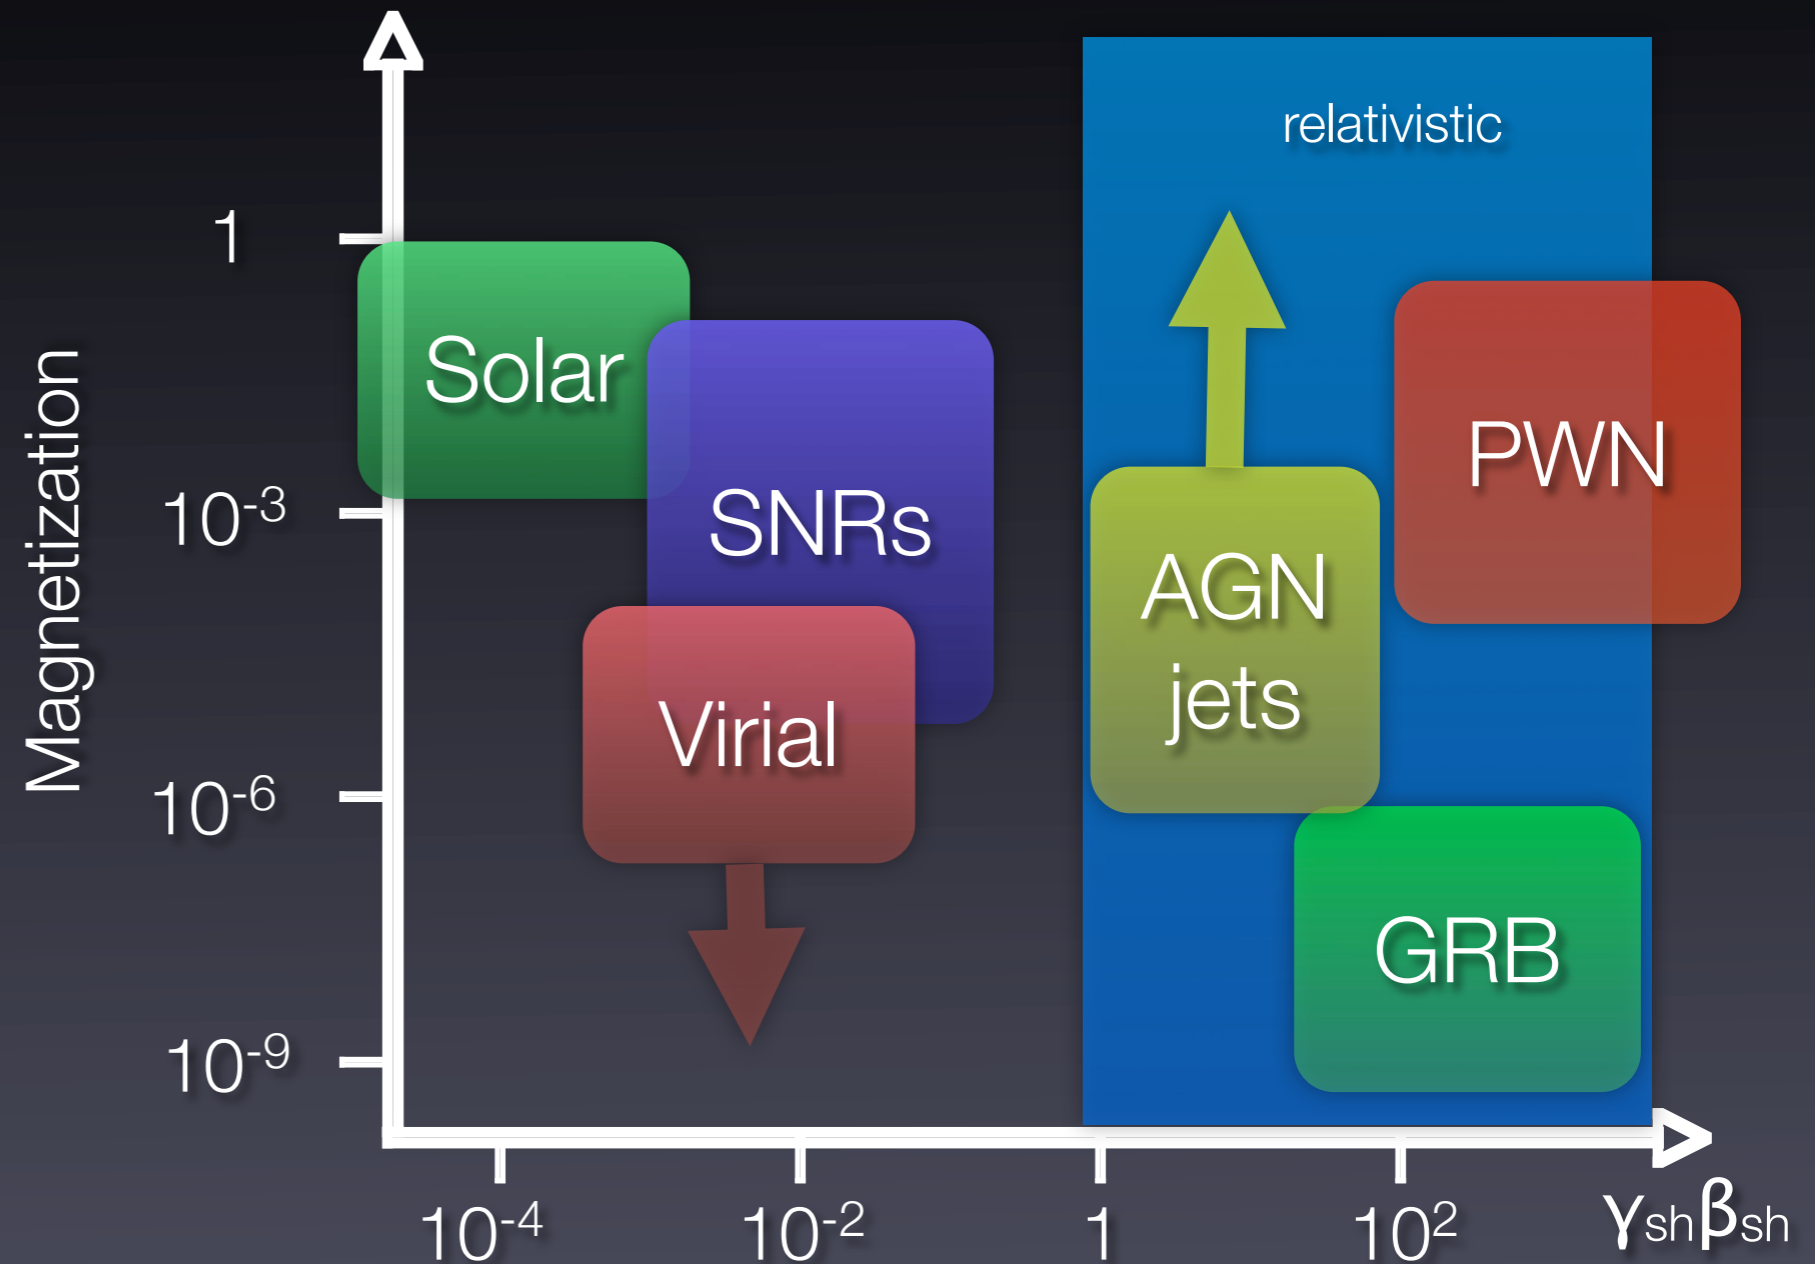 relativistic
1
Solar
SNRs
PWN
Magnetization
10⁻³
AGN
jets
Virial
10⁻⁶
GRB
10⁻⁹
10⁻⁴ 10⁻² 1 10² γshβsh